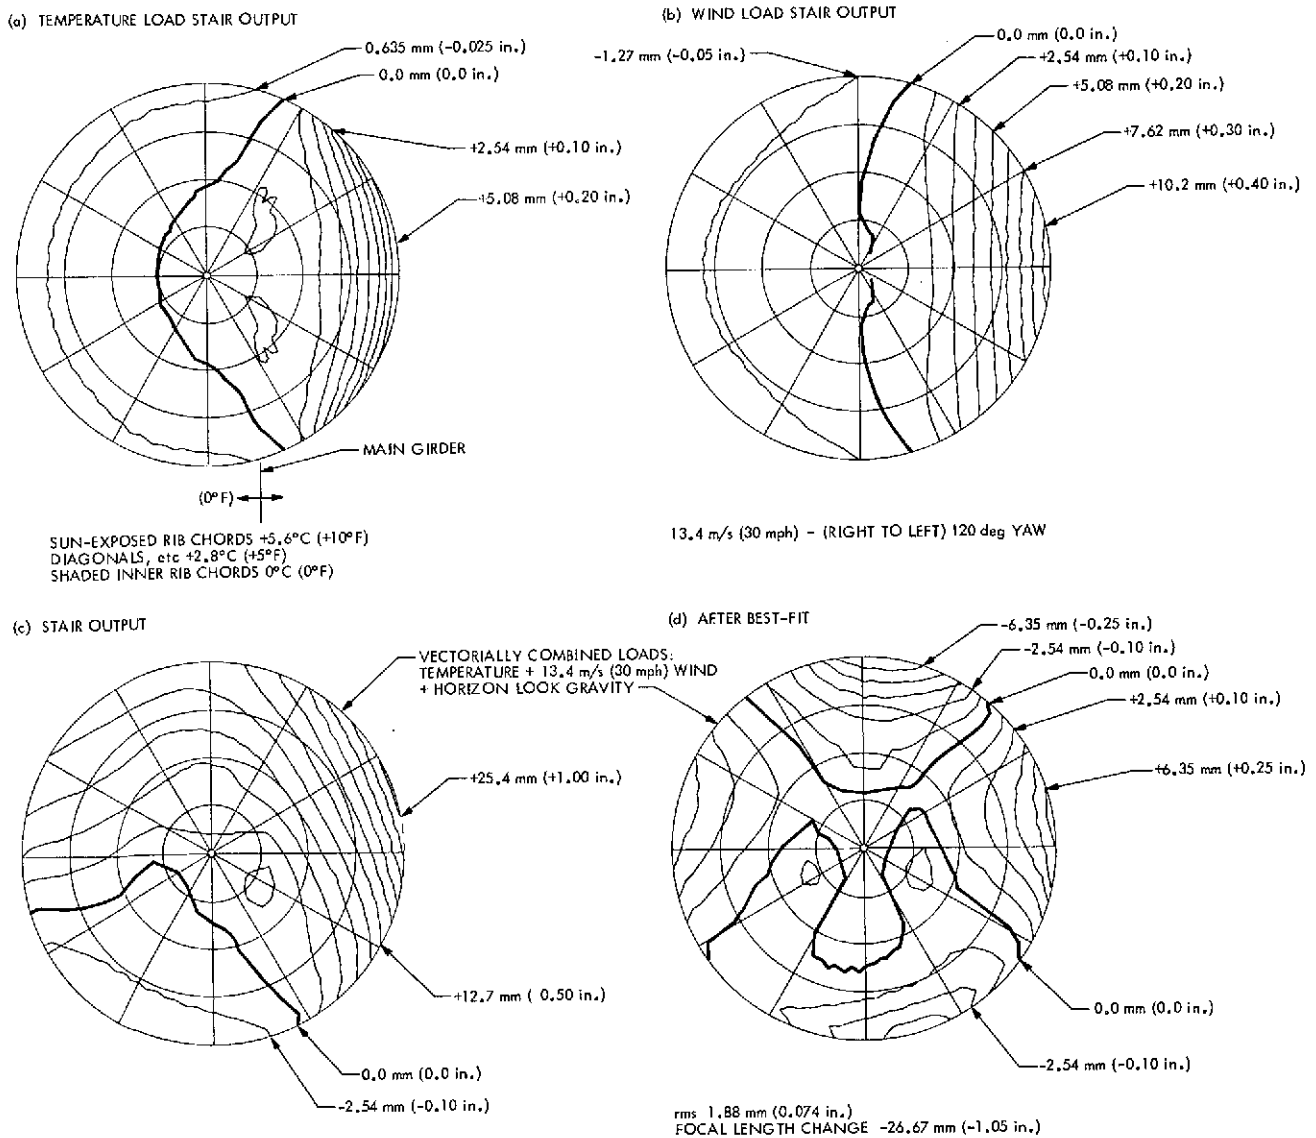 (a) TEMPERATURE LOAD STAIR OUTPUT
0.635 mm (-0.025 in.)
0.0 mm (0.0 in.)
+2.54 mm (+0.10 in.)
+5.08 mm (+0.20 in.)
MAIN GIRDER
(0°F)
SUN-EXPOSED RIB CHORDS +5.6°C (+10°F)
DIAGONALS, etc +2.8°C (+5°F)
SHADED INNER RIB CHORDS 0°C (0°F)
(b) WIND LOAD STAIR OUTPUT
-1.27 mm (-0.05 in.)
0.0 mm (0.0 in.)
+2.54 mm (+0.10 in.)
+5.08 mm (+0.20 in.)
+7.62 mm (+0.30 in.)
+10.2 mm (+0.40 in.)
13.4 m/s (30 mph) - (RIGHT TO LEFT) 120 deg YAW
(c) STAIR OUTPUT
VECTORIALLY COMBINED LOADS:
TEMPERATURE + 13.4 m/s (30 mph) WIND
+ HORIZON LOOK GRAVITY
+25.4 mm (+1.00 in.)
+12.7 mm ( 0.50 in.)
0.0 mm (0.0 in.)
-2.54 mm (-0.10 in.)
(d) AFTER BEST-FIT
-6.35 mm (-0.25 in.)
-2.54 mm (-0.10 in.)
0.0 mm (0.0 in.)
+2.54 mm (+0.10 in.)
+6.35 mm (+0.25 in.)
0.0 mm (0.0 in.)
-2.54 mm (-0.10 in.)
rms 1.88 mm (0.074 in.)
FOCAL LENGTH CHANGE -26.67 mm (-1.05 in.)